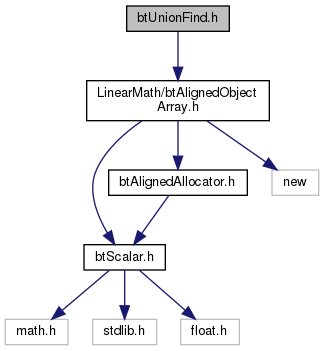 btUnionFind.h
LinearMath/btAlignedObject
Array.h
btAlignedAllocator.h
new
btScalar.h
math.h
stdlib.h
float.h